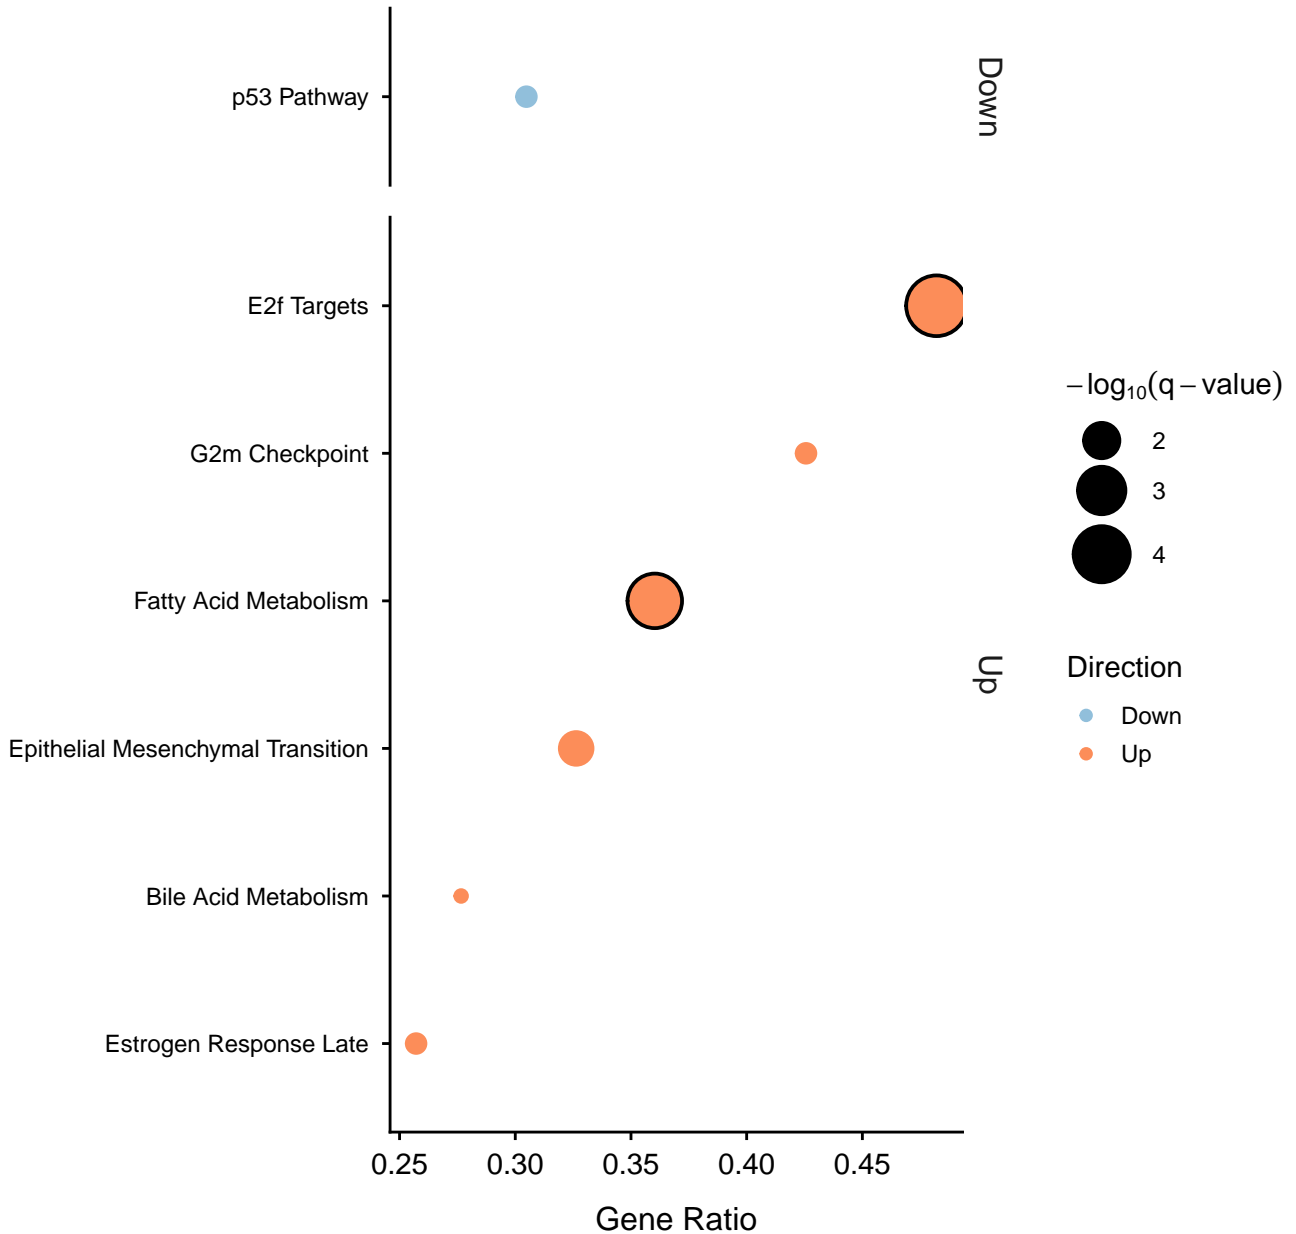 p53 Pathway
Down
E2f Targets
G2m Checkpoint
Fatty Acid Metabolism
Epithelial Mesenchymal Transition
Bile Acid Metabolism
Estrogen Response Late
Up
0.25 0.30 0.35 0.40 0.45
Gene Ratio
−log₁₀(q−value)
2
3
4
Direction
Down
Up